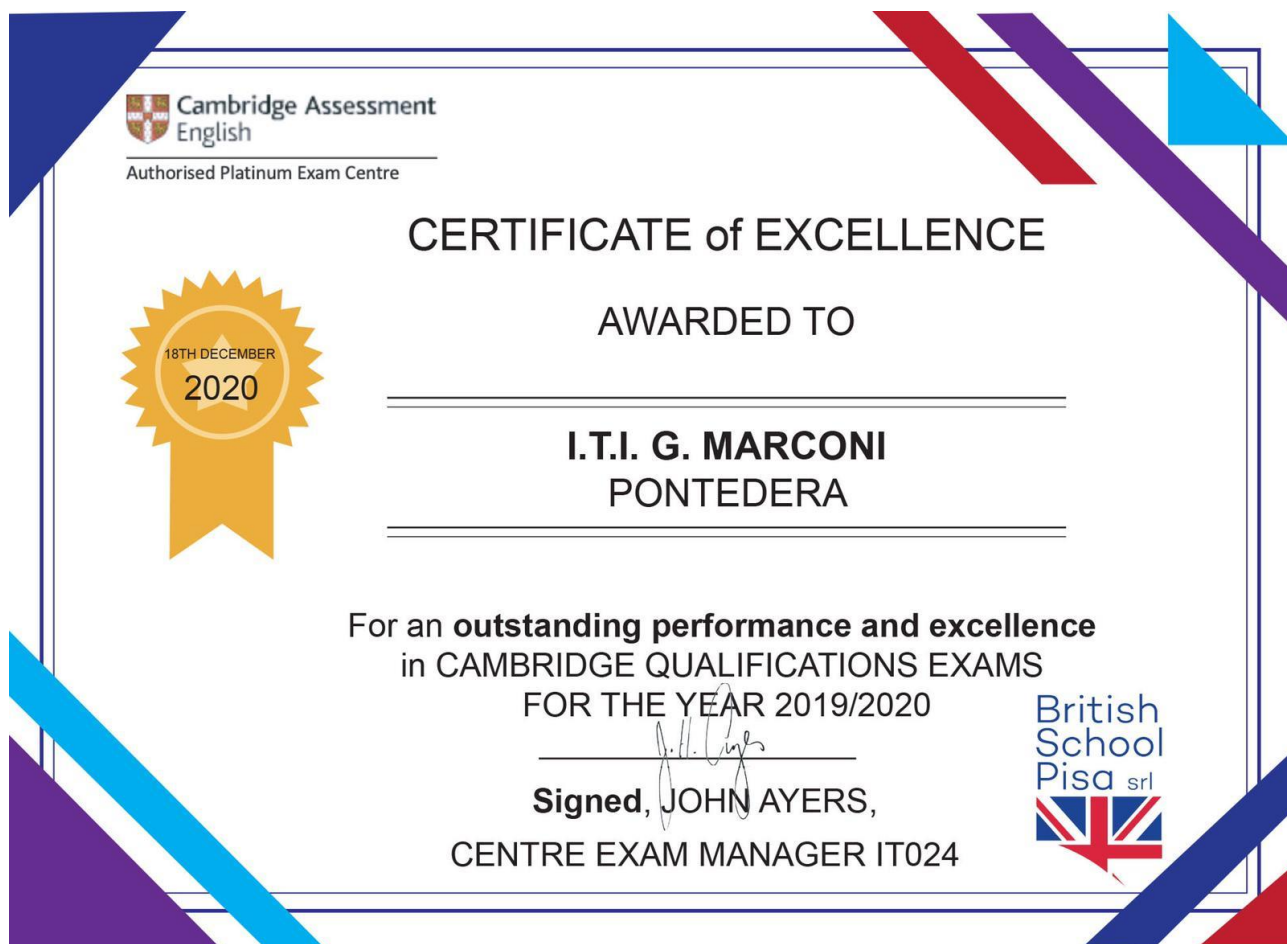 Cambridge Assessment
English
Authorised Platinum Exam Centre
CERTIFICATE of EXCELLENCE
AWARDED TO
18TH DECEMBER
2020
I.T.I. G. MARCONI
PONTEDERA
For an outstanding performance and excellence
in CAMBRIDGE QUALIFICATIONS EXAMS
FOR THE YEAR 2019/2020
Signed, JOHN AYERS,
CENTRE EXAM MANAGER IT024
British
School
Pisa srl